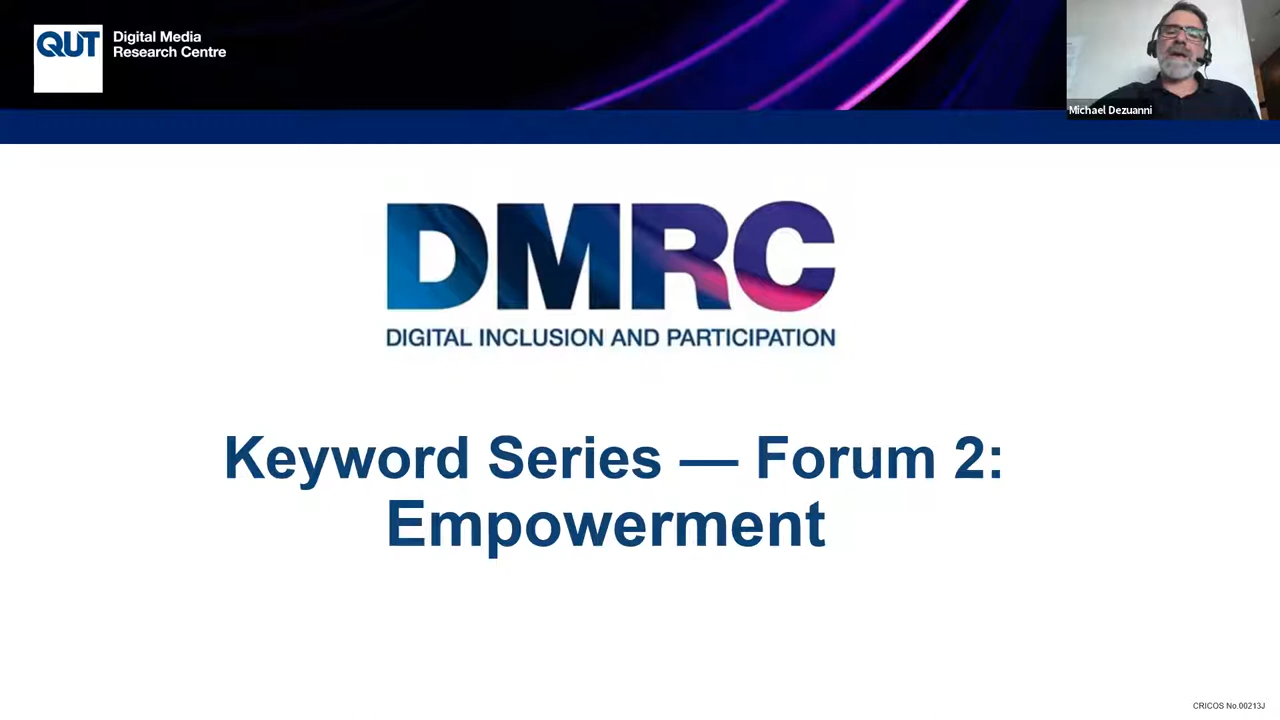 QUT
Digital Media
Research Centre
Michael Dezuanni
DMRC
DIGITAL INCLUSION AND PARTICIPATION
Keyword Series — Forum 2:
Empowerment
CRICOS No.00213J